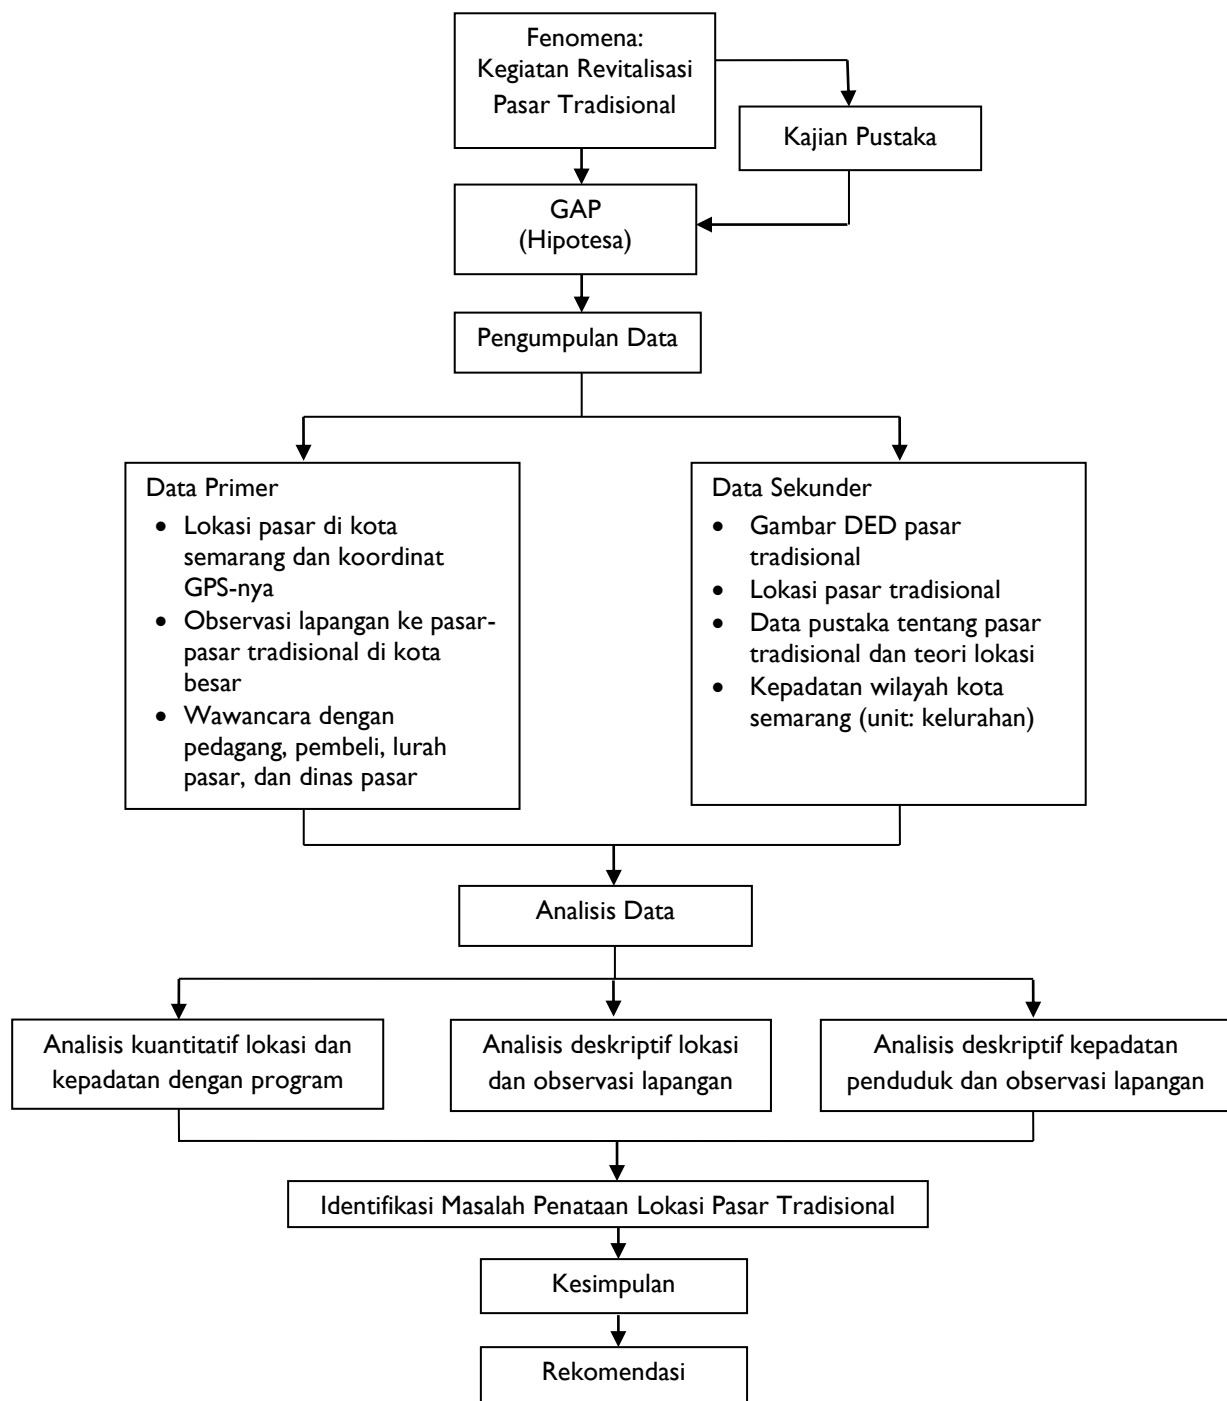 Fenomena:
Kegiatan Revitalisasi
Pasar Tradisional
Kajian Pustaka
GAP
(Hipotesa)
Pengumpulan Data
Data Primer
• Lokasi pasar di kota
semarang dan koordinat
GPS-nya
• Observasi lapangan ke pasar-
pasar tradisional di kota
besar
• Wawancara dengan
pedagang, pembeli, lurah
pasar, dan dinas pasar
Data Sekunder
• Gambar DED pasar
tradisional
• Lokasi pasar tradisional
• Data pustaka tentang pasar
tradisional dan teori lokasi
• Kepadatan wilayah kota
semarang (unit: kelurahan)
Analisis Data
Analisis kuantitatif lokasi dan
kepadatan dengan program
Analisis deskriptif lokasi
dan observasi lapangan
Analisis deskriptif kepadatan
penduduk dan observasi lapangan
Identifikasi Masalah Penataan Lokasi Pasar Tradisional
Kesimpulan
Rekomendasi